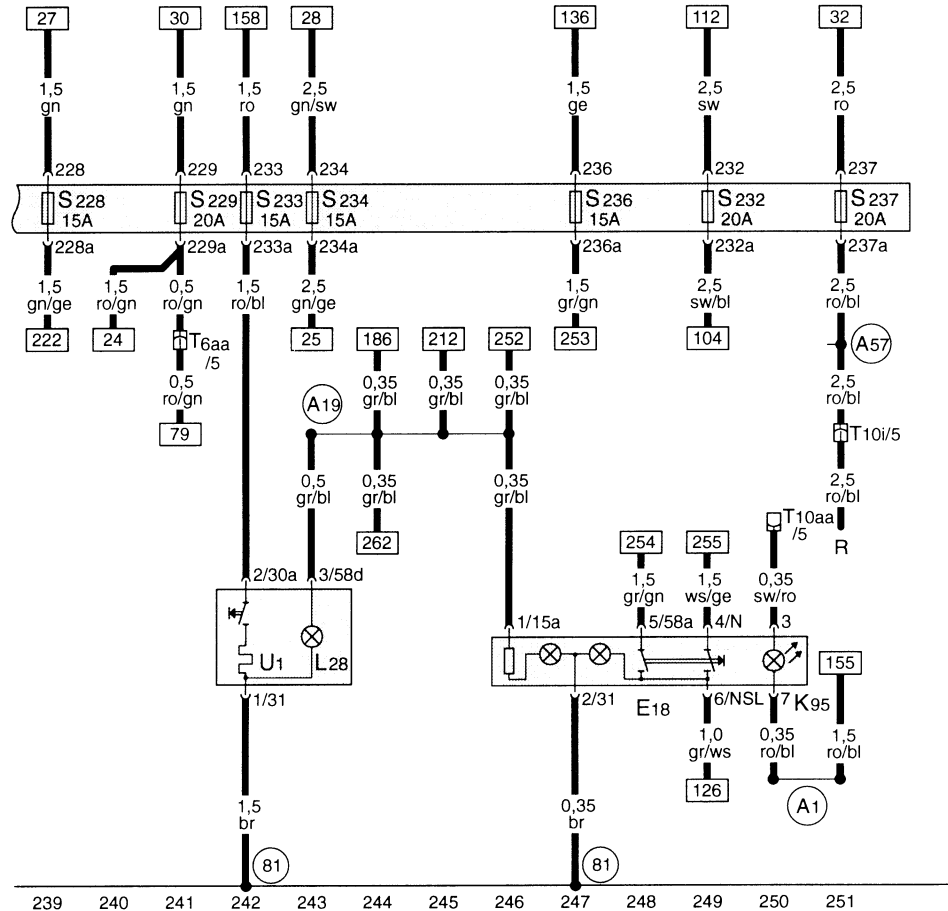 27 30 158 28 136 112 32
1,5 1,5 1,5 2,5 1,5 2,5 2,5
gn gn ro gn/sw ge sw ro
228 229 233 234 236 232 237
S228 S229 S233 S234 S236 S232 S237
15A 20A 15A 15A 15A 20A 20A
228a 229a 233a 234a 236a 232a 237a
1,5 1,5 0,5 1,5 2,5 1,5 2,5 2,5
gn/ge ro/gn ro/gn ro/bl gn/ge gr/gn sw/bl ro/bl
222 24 T6aa 25 186 212 252 253 104 A57
/5
0,5 0,35 0,35 0,35 2,5
ro/gn gr/bl gr/bl gr/bl ro/bl
A19
79 T10i/5
0,5 0,35 0,35 2,5
gr/bl gr/bl gr/bl ro/bl
T10aa
/5
262 254 255 R
2/30a 3/58d 1,5 1,5 0,35
gr/gn ws/ge sw/ro
1/15a 5/58a 4/N 3
U1 L28 155
1/31 2/31 E18 6/NSL 7 K95
1,0 0,35 1,5
gr/ws ro/bl ro/bl
126
1,5 0,35 A1
br br
81 81
239 240 241 242 243 244 245 246 247 248 249 250 251